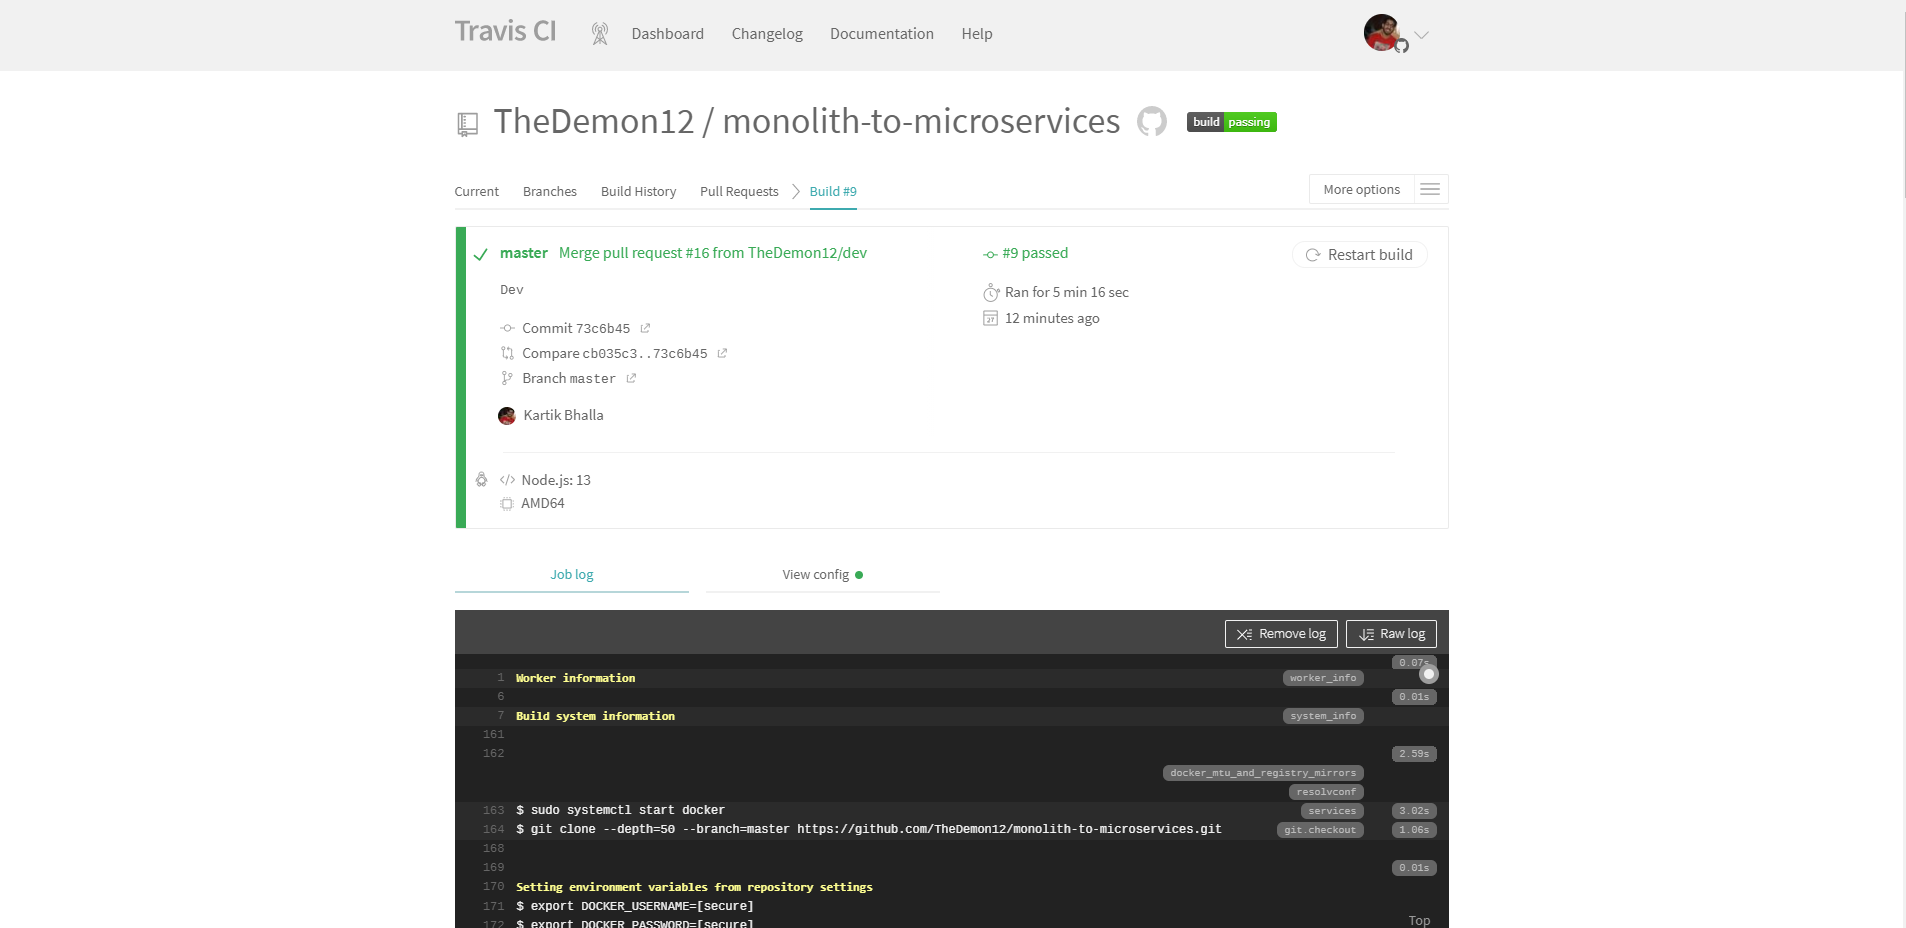 Travis CI
Dashboard
Changelog
Documentation
Help
TheDemon12 / monolith-to-microservices
build passing
Current
Branches
Build History
Pull Requests
Build #9
More options
master Merge pull request #16 from TheDemon12/dev
#9 passed
Restart build
Dev
Ran for 5 min 16 sec
12 minutes ago
Commit 73c6b45
Compare cb035c3..73c6b45
Branch master
Kartik Bhalla
</> Node.js: 13
AMD64
Job log
View config
Remove log
Raw log
0.07s
1 Worker information worker_info
6 0.01s
7 Build system information system_info
161
162 2.59s
docker_mtu_and_registry_mirrors
resolvconf
163 $ sudo systemctl start docker services 3.02s
164 $ git clone --depth=50 --branch=master https://github.com/TheDemon12/monolith-to-microservices.git git.checkout 1.06s
168
169 0.01s
170 Setting environment variables from repository settings
171 $ export DOCKER_USERNAME=[secure]
172 $ export DOCKER_PASSWORD=[secure]
Top